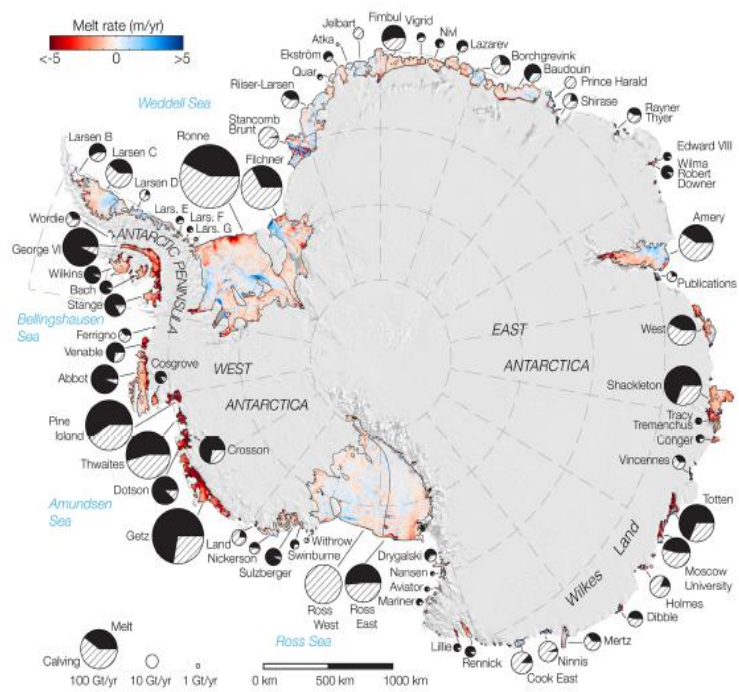 Melt rate (m/yr)
<-5
0
>5
Weddell Sea
Jelbart
Fimbul
Vigrid
Atka
Nivl
Ekström
Lazarev
Quar
Borchgrevink
Baudouin
Riiser-Larsen
Prince Harald
Shirase
Stancomb
Brunt
Rayner
Thyer
Ronne
Filchner
Edward VIII
Wilma
Robert
Downer
Larsen B
Larsen C
Larsen D
Lars. E
Lars. F
Lars. G
Wordie
George VI
Wilkins
Bach
Stange
ANTARCTIC PENINSULA
Amery
Publications
Bellingshausen
Sea
Ferrigno
Venable
Cosgrove
Abbot
WEST
ANTARCTICA
EAST
ANTARCTICA
West
Shackleton
Tracy
Tremenchus
Conger
Pine
Island
Thwaites
Crosson
Vincennes
Dotson
Amundsen
Sea
Getz
Totten
Land
Nickerson
Sulzberger
Swinburne
Withrow
Ross
West
Ross
East
Drygalski
Nansen
Aviator
Mariner
Wilkes Land
Moscow
University
Holmes
Dibble
Lillie
Rennick
Cook East
Ninnis
Mertz
Ross Sea
Melt
Calving
100 Gt/yr
10 Gt/yr
1 Gt/yr
0 km
500 km
1000 km